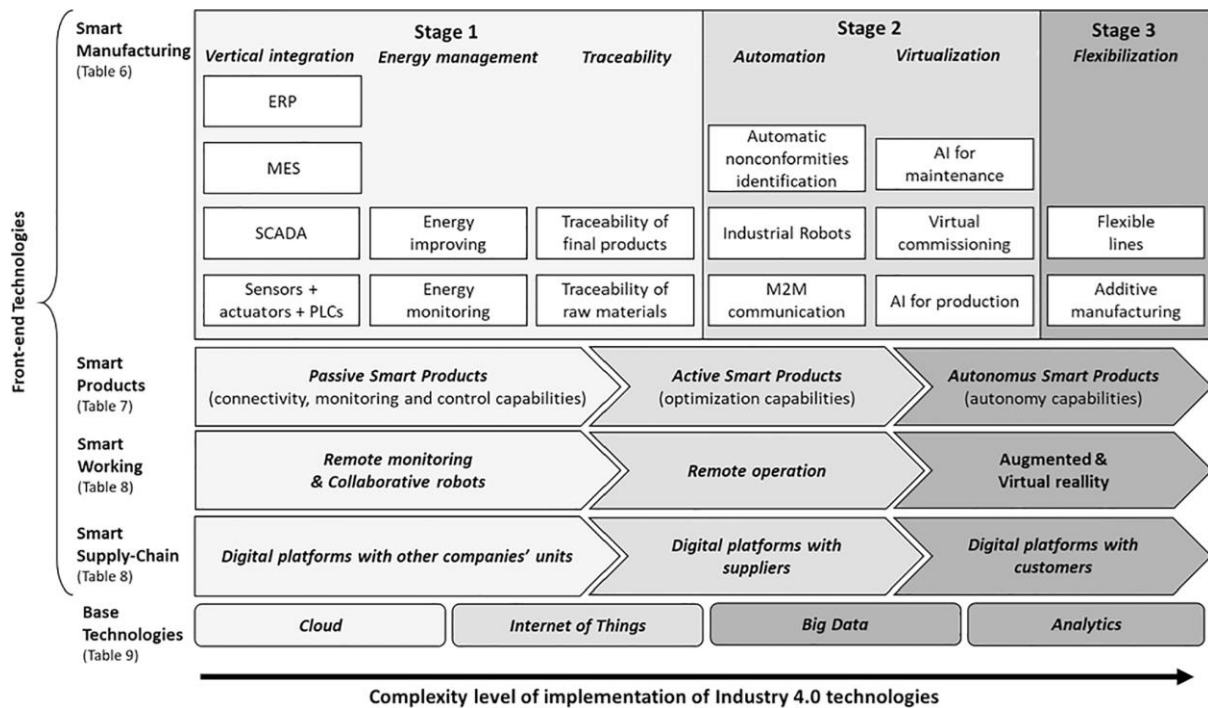 Front-end Technologies
Smart
Manufacturing
(Table 6)
Stage 1
Stage 2
Stage 3
Vertical integration
Energy management
Traceability
Automation
Virtualization
Flexibilization
ERP
MES
Automatic
nonconformities
identification
AI for
maintenance
SCADA
Energy
improving
Traceability of
final products
Industrial Robots
Virtual
commissioning
Flexible
lines
Sensors +
actuators + PLCs
Energy
monitoring
Traceability of
raw materials
M2M
communication
AI for production
Additive
manufacturing
Smart
Products
(Table 7)
Passive Smart Products
(connectivity, monitoring and control capabilities)
Active Smart Products
(optimization capabilities)
Autonomus Smart Products
(autonomy capabilities)
Smart
Working
(Table 8)
Remote monitoring
& Collaborative robots
Remote operation
Augmented &
Virtual reallity
Smart
Supply-Chain
(Table 8)
Digital platforms with other companies' units
Digital platforms with
suppliers
Digital platforms with
customers
Base
Technologies
(Table 9)
Cloud
Internet of Things
Big Data
Analytics
Complexity level of implementation of Industry 4.0 technologies